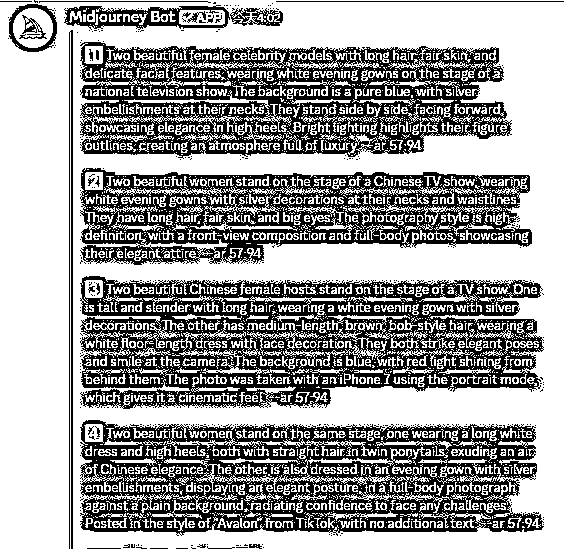 Midjourney Bot ✓ APP 今天4:02
1 Two beautiful female celebrity models with long hair, fair skin, and
delicate facial features, wearing white evening gowns on the stage of a
national television show. The background is a pure blue, with silver
embellishments at their necks. They stand side by side, facing forward,
showcasing elegance in high heels. Bright lighting highlights their figure
outlines, creating an atmosphere full of luxury. --ar 57:94
2 Two beautiful women stand on the stage of a Chinese TV show, wearing
white evening gowns with silver decorations at their necks and waistlines.
They have long hair, fair skin, and big eyes. The photography style is high-
definition, with a front-view composition and full-body photos, showcasing
their elegant attire. --ar 57:94
3 Two beautiful Chinese female hosts stand on the stage of a TV show. One
is tall and slender with long hair, wearing a white evening gown with silver
decorations. The other has medium-length, brown, bob-style hair, wearing a
white floor-length dress with lace decoration. They both strike elegant poses
and smile at the camera. The background is blue, with red light shining from
behind them. The photo was taken with an iPhone 7 using the portrait mode,
which gives it a cinematic feel. --ar 57:94
4 Two beautiful women stand on the same stage, one wearing a long white
dress and high heels, both with straight hair in twin ponytails, exuding an air
of Chinese elegance. The other is also dressed in an evening gown with silver
embellishments, displaying an elegant posture, in a full-body photograph
against a plain background, radiating confidence to face any challenges.
Posted in the style of "Avalon", from TikTok, with no additional text. --ar 57:94